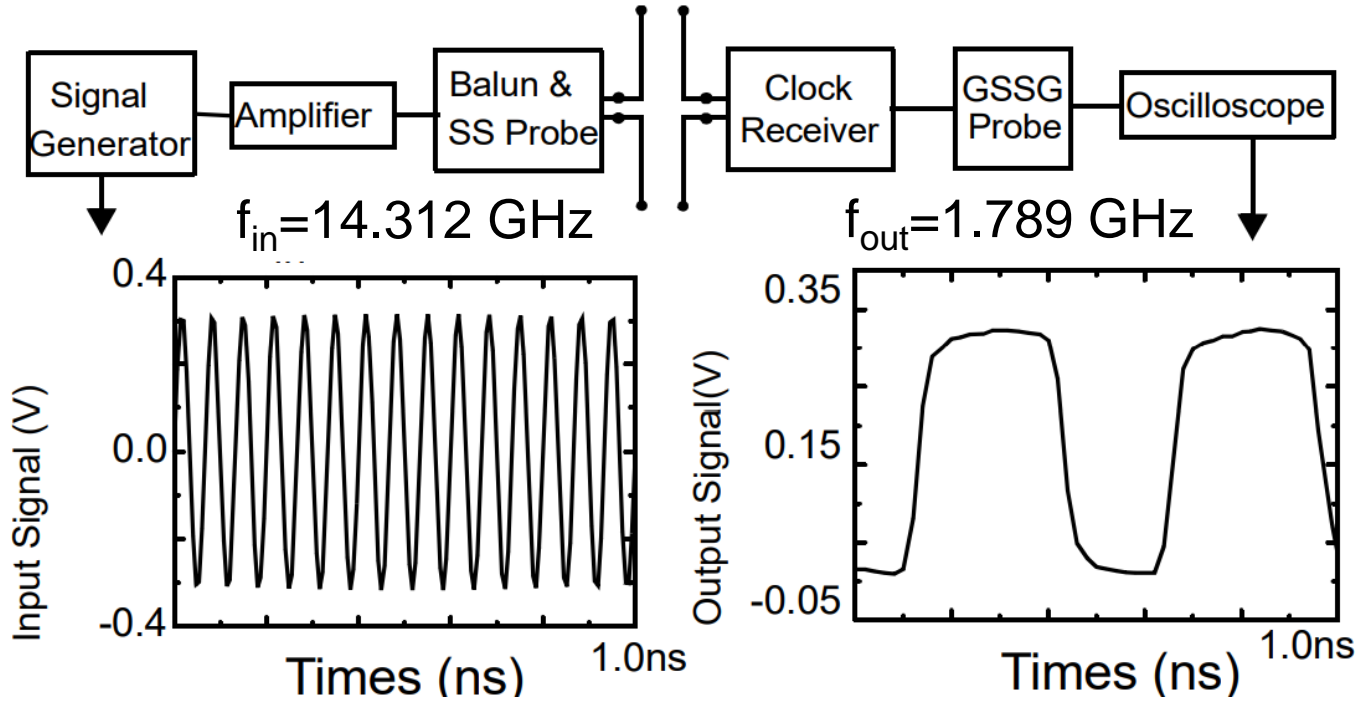 Signal
Generator
Amplifier
Balun &
SS Probe
Clock
Receiver
GSSG
Probe
Oscilloscope
fin=14.312 GHz
fout=1.789 GHz
Input Signal (V)
0.4
0.0
-0.4
Times (ns)
1.0ns
Output Signal(V)
0.35
0.15
-0.05
Times (ns)
1.0ns